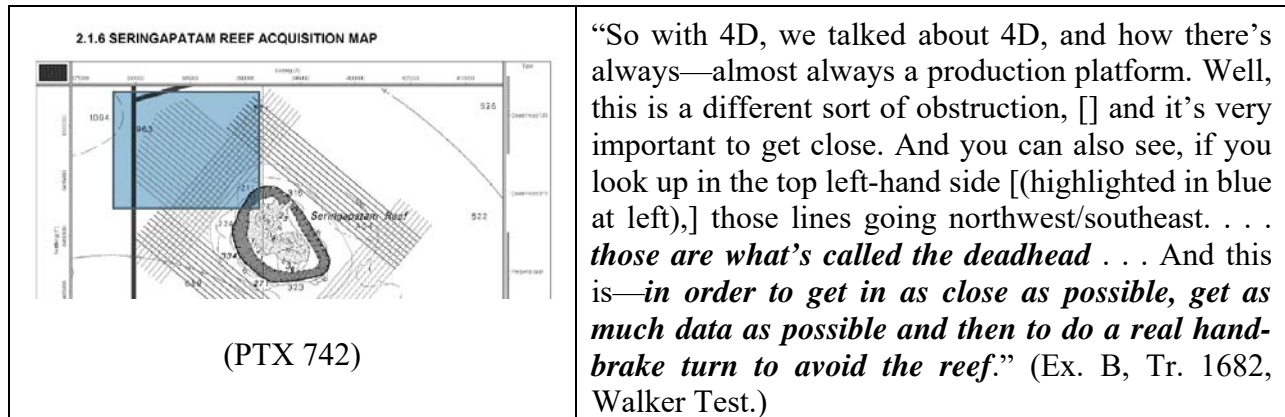 2.1.6 SERINGAPATAM REEF ACQUISITION MAP
1084
963
526
Seringapatam Reef
522
334
271
323
(PTX 742)
“So with 4D, we talked about 4D, and how there’s
always—almost always a production platform. Well,
this is a different sort of obstruction, [] and it’s very
important to get close. And you can also see, if you
look up in the top left-hand side [(highlighted in blue
at left),] those lines going northwest/southeast. . . .
those are what’s called the deadhead . . . And this
is—in order to get in as close as possible, get as
much data as possible and then to do a real hand-
brake turn to avoid the reef.” (Ex. B, Tr. 1682,
Walker Test.)